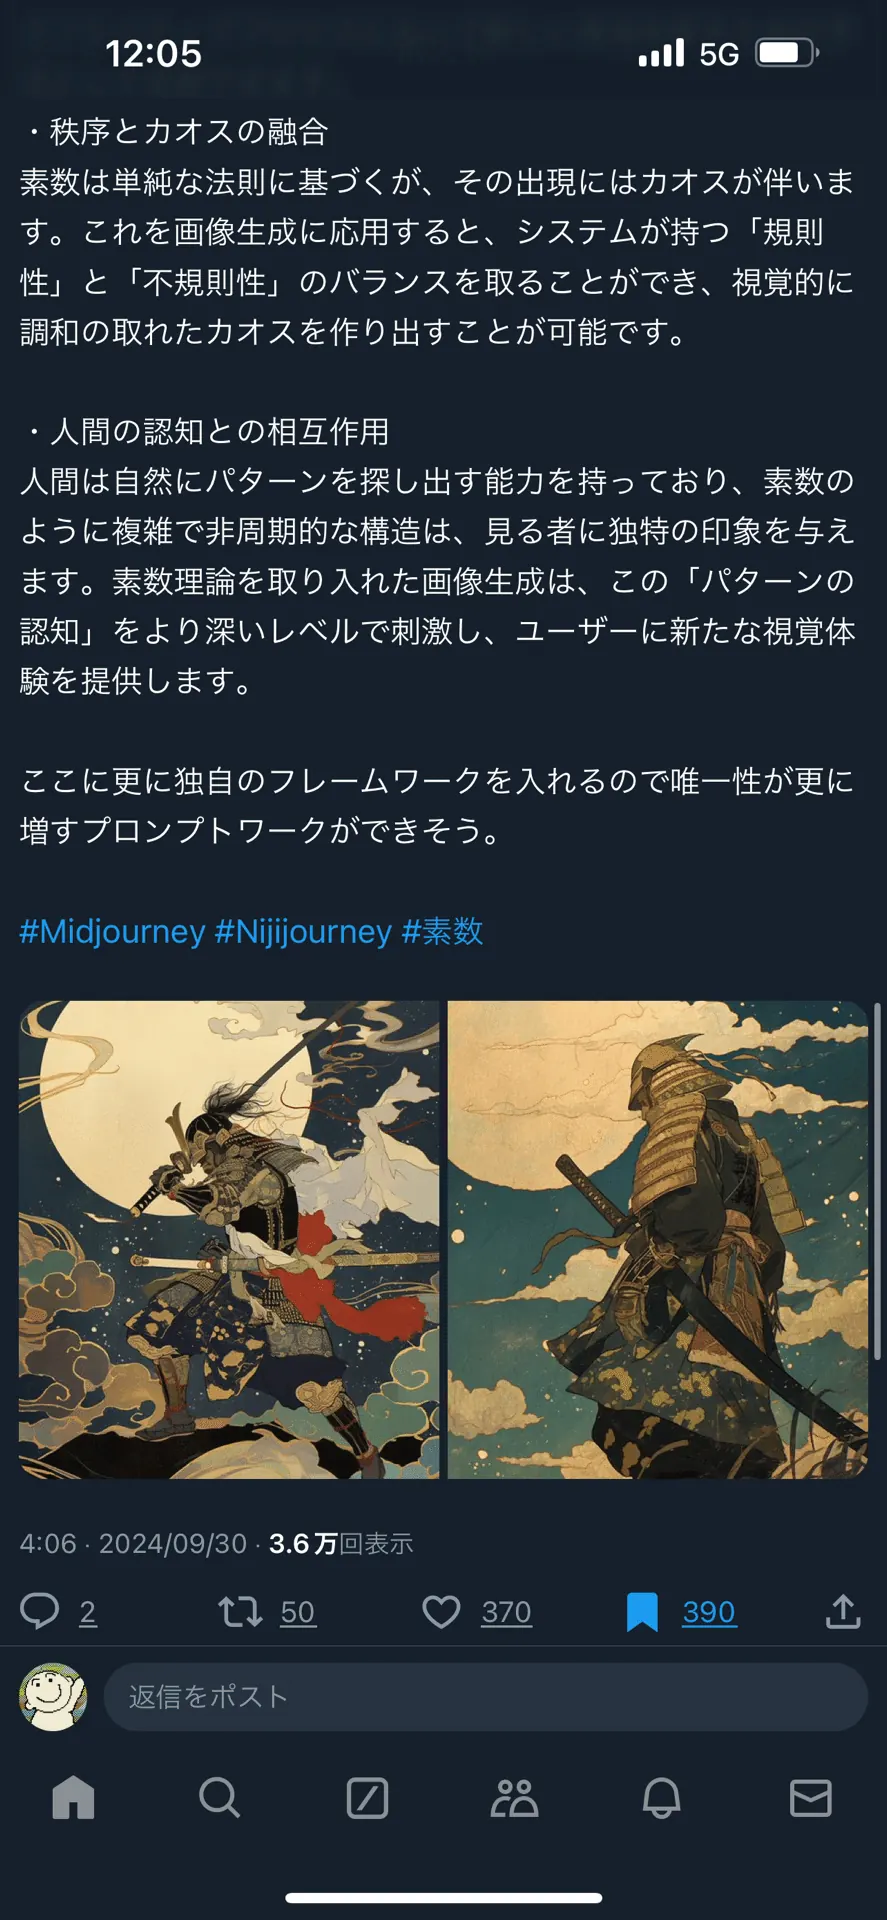 12:05
5G
・秩序とカオスの融合
素数は単純な法則に基づくが、その出現にはカオスが伴いま
す。これを画像生成に応用すると、システムが持つ「規則
性」と「不規則性」のバランスを取ることができ、視覚的に
調和の取れたカオスを作り出すことが可能です。
・人間の認知との相互作用
人間は自然にパターンを探し出す能力を持っており、素数の
ように複雑で非周期的な構造は、見る者に独特の印象を与え
ます。素数理論を取り入れた画像生成は、この「パターンの
認知」をより深いレベルで刺激し、ユーザーに新たな視覚体
験を提供します。
ここに更に独自のフレームワークを入れるので唯一性が更に
増すプロンプトワークができそう。
#Midjourney #Nijijourney #素数
4:06 · 2024/09/30 · 3.6万回表示
2 50 370 390
返信をポスト